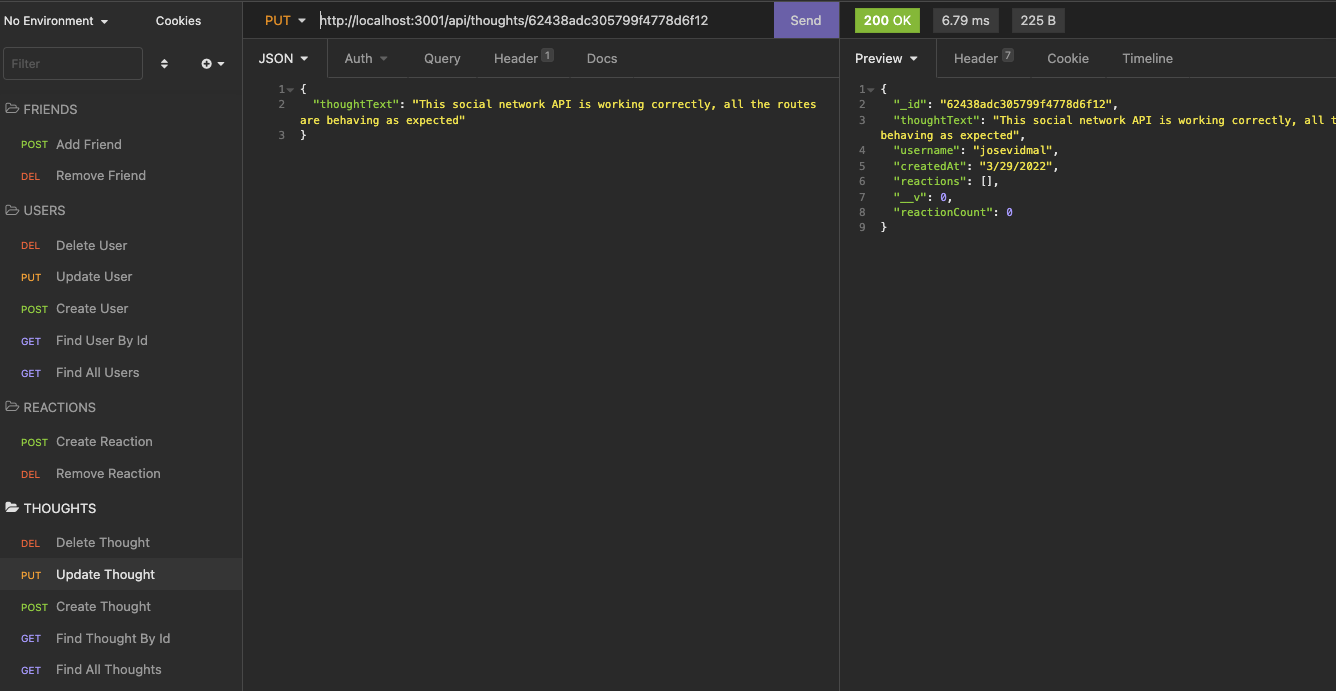 No Environment
Cookies
Filter
FRIENDS
POST Add Friend
DEL Remove Friend
USERS
DEL Delete User
PUT Update User
POST Create User
GET Find User By Id
GET Find All Users
REACTIONS
POST Create Reaction
DEL Remove Reaction
THOUGHTS
DEL Delete Thought
PUT Update Thought
POST Create Thought
GET Find Thought By Id
GET Find All Thoughts
PUT http://localhost:3001/api/thoughts/62438adc305799f4778d6f12 Send
JSON Auth Query Header 1 Docs
1 {
2 "thoughtText": "This social network API is working correctly, all the routes
are behaving as expected"
3 }
200 OK 6.79 ms 225 B
Preview Header 7 Cookie Timeline
1 {
2 "_id": "62438adc305799f4778d6f12",
3 "thoughtText": "This social network API is working correctly, all
behaving as expected",
4 "username": "josevidmal",
5 "createdAt": "3/29/2022",
6 "reactions": [],
7 "__v": 0,
8 "reactionCount": 0
9 }